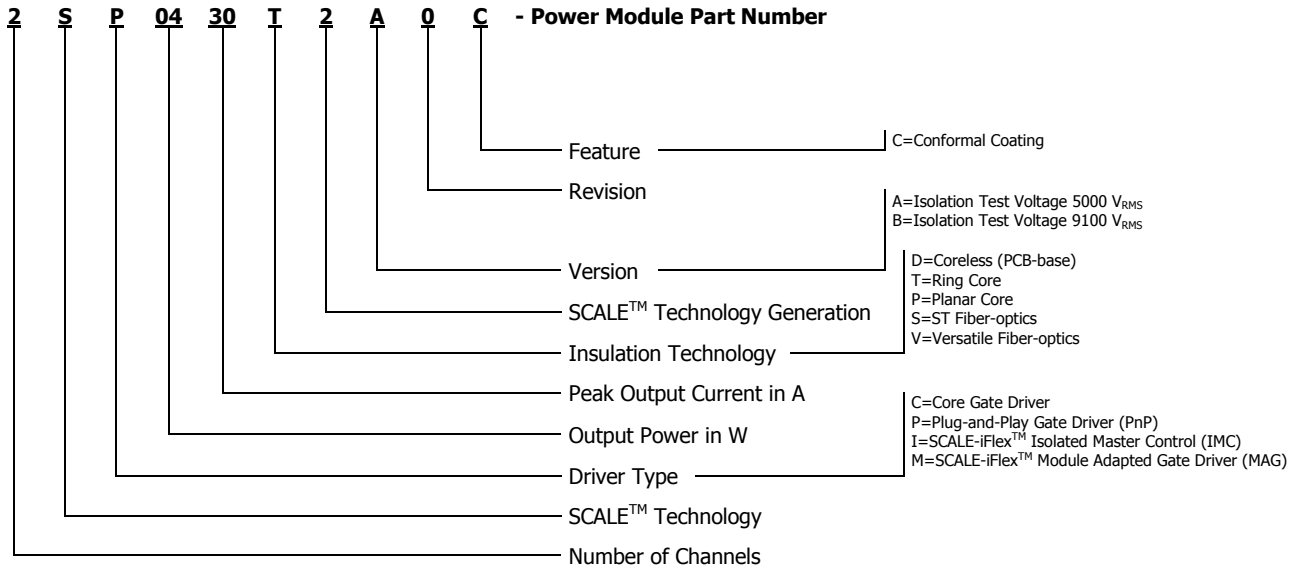 2 S P 04 30 T 2 A 0 C - Power Module Part Number
Feature
C=Conformal Coating
Revision
Version
A=Isolation Test Voltage 5000 VRMS
B=Isolation Test Voltage 9100 VRMS
SCALE™ Technology Generation
Insulation Technology
D=Coreless (PCB-base)
T=Ring Core
P=Planar Core
S=ST Fiber-optics
V=Versatile Fiber-optics
Peak Output Current in A
Output Power in W
Driver Type
C=Core Gate Driver
P=Plug-and-Play Gate Driver (PnP)
I=SCALE-iFlex™ Isolated Master Control (IMC)
M=SCALE-iFlex™ Module Adapted Gate Driver (MAG)
SCALE™ Technology
Number of Channels